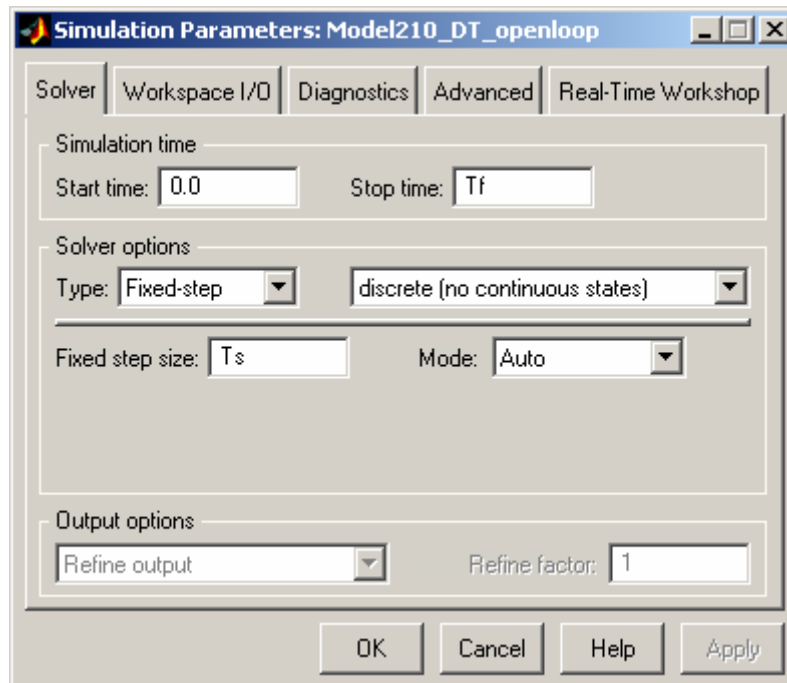 Simulation Parameters: Model210_DT_openloop
Solver Workspace I/O Diagnostics Advanced Real-Time Workshop
Simulation time
Start time: 0.0 Stop time: Tf
Solver options
Type: Fixed-step discrete (no continuous states)
Fixed step size: Ts Mode: Auto
Output options
Refine output Refine factor: 1
OK Cancel Help Apply